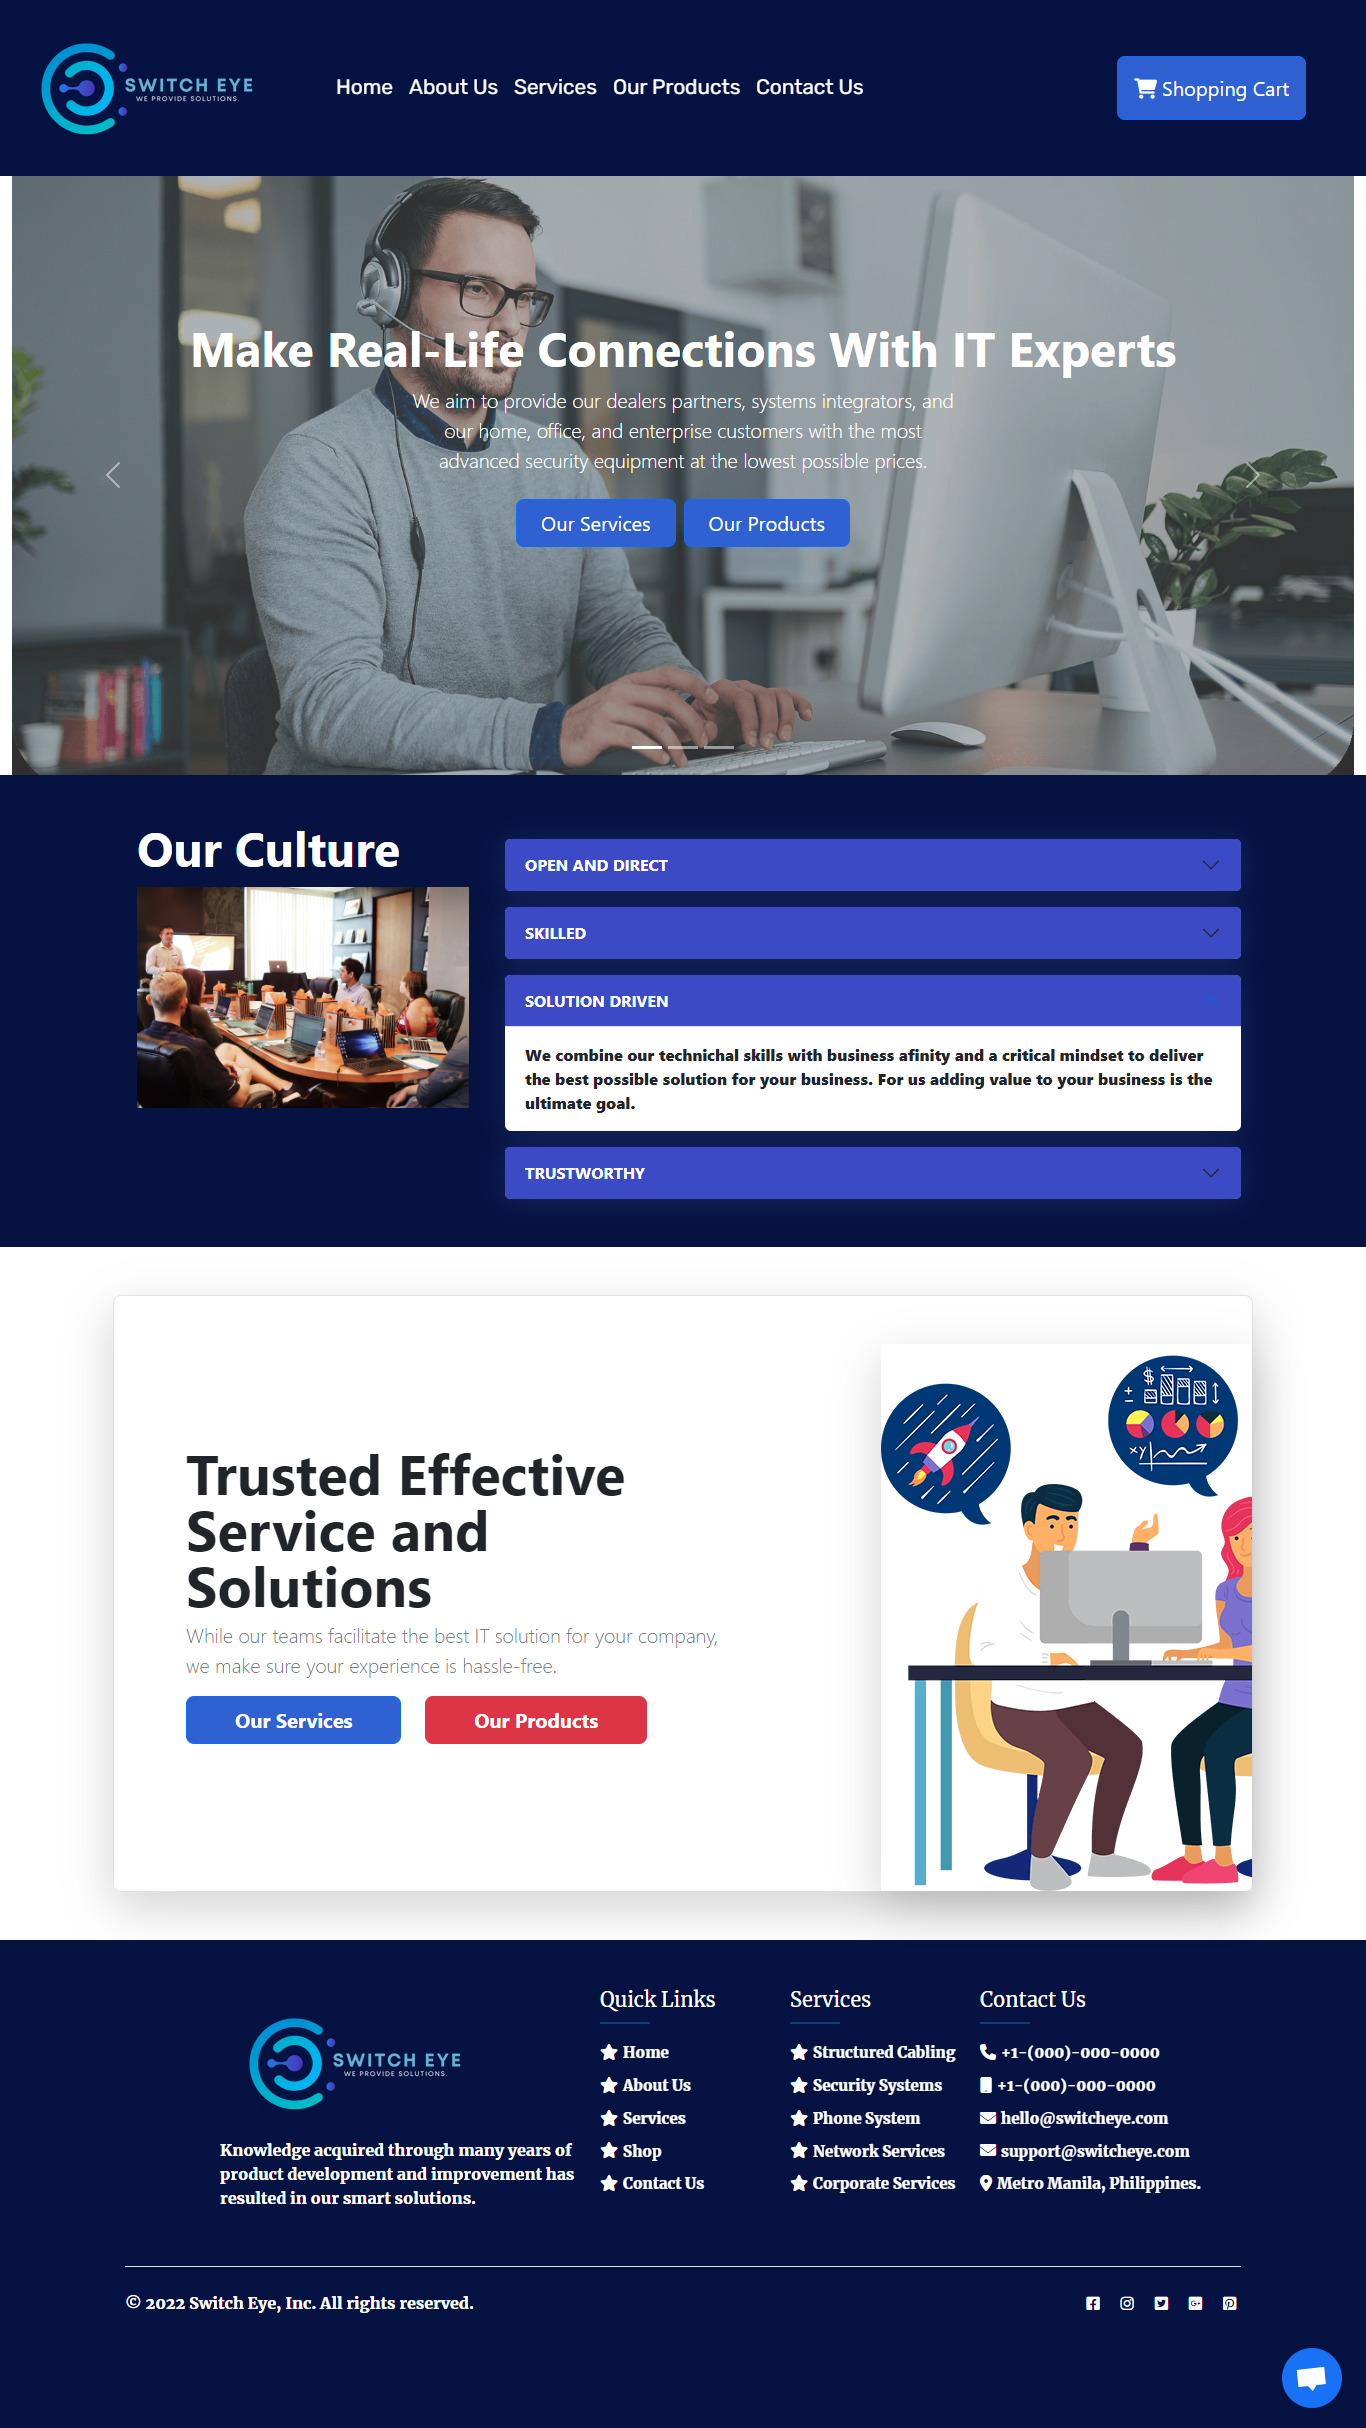 SWITCH EYE
WE PROVIDE SOLUTIONS.
Home About Us Services Our Products Contact Us
Shopping Cart
Make Real-Life Connections With IT Experts
We aim to provide our dealers partners, systems integrators, and
our home, office, and enterprise customers with the most
advanced security equipment at the lowest possible prices.
Our Services Our Products
Our Culture
OPEN AND DIRECT
SKILLED
SOLUTION DRIVEN
We combine our technichal skills with business afinity and a critical mindset to deliver
the best possible solution for your business. For us adding value to your business is the
ultimate goal.
TRUSTWORTHY
Trusted Effective
Service and
Solutions
While our teams facilitate the best IT solution for your company,
we make sure your experience is hassle-free.
Our Services Our Products
$
+
−
xy
SWITCH EYE
WE PROVIDE SOLUTIONS.
Knowledge acquired through many years of
product development and improvement has
resulted in our smart solutions.
Quick Links
Home
About Us
Services
Shop
Contact Us
Services
Structured Cabling
Security Systems
Phone System
Network Services
Corporate Services
Contact Us
+1-(000)-000-0000
+1-(000)-000-0000
hello@switcheye.com
support@switcheye.com
Metro Manila, Philippines.
© 2022 Switch Eye, Inc. All rights reserved.